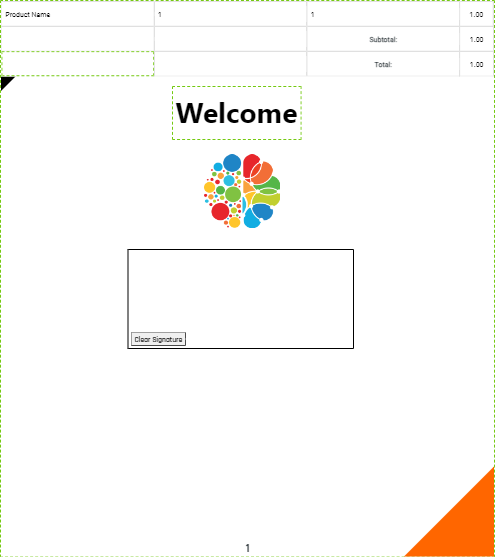 Product Name 1 1 1.00
Subtotal: 1.00
Total: 1.00
Welcome
Clear Signature
1